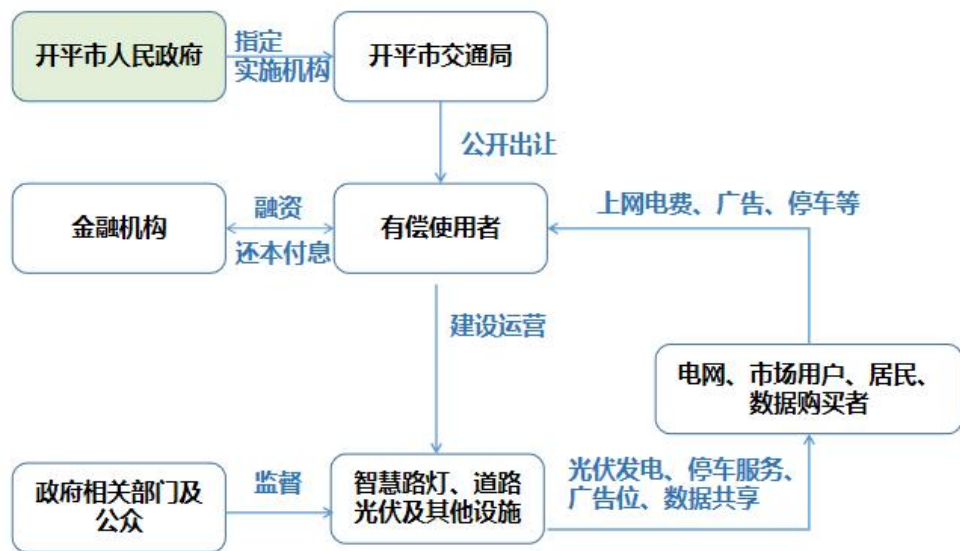 开平市人民政府
指定
实施机构
开平市交通局
公开出让
金融机构
融资
还本付息
有偿使用者
上网电费、广告、停车等
建设运营
电网、市场用户、居民、
数据购买者
政府相关部门及
公众
监督
智慧路灯、道路
光伏及其他设施
光伏发电、停车服务、
广告位、数据共享